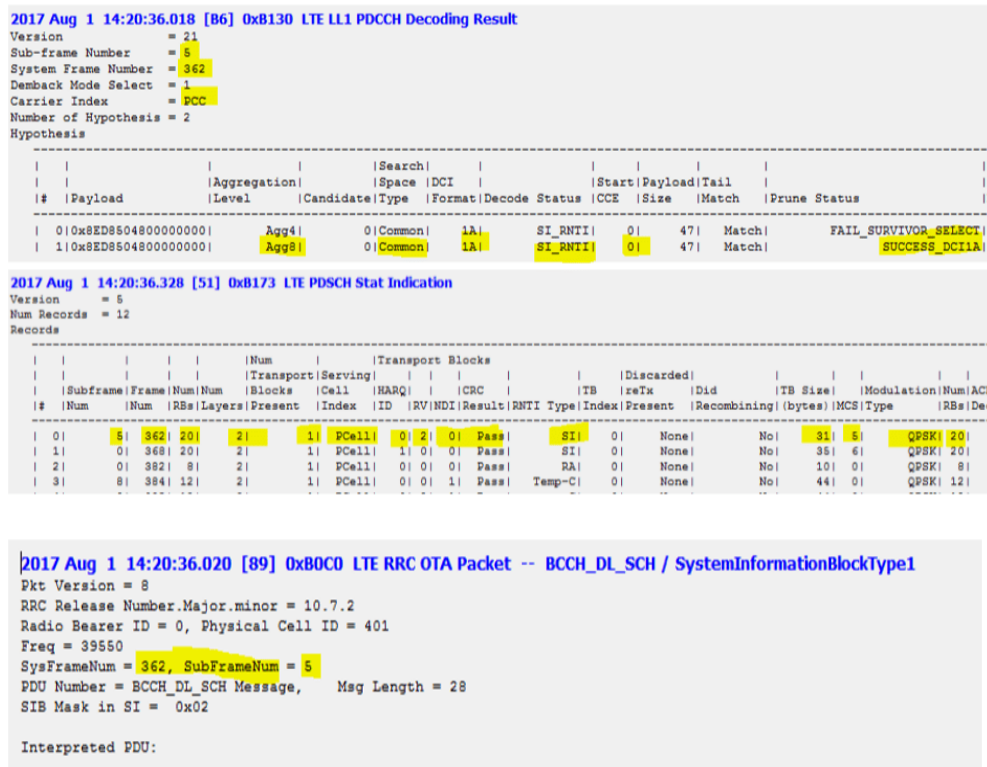 2017 Aug 1 14:20:36.018 [B6] 0xB130 LTE LL1 PDCCH Decoding Result
Version = 21
Sub-frame Number = 5
System Frame Number = 362
Demback Mode Select = 1
Carrier Index = PCC
Number of Hypothesis = 2
Hypothesis
| | | | |Search| | | | | | |
| | |Aggregation| |Space |DCI | |Start|Payload|Tail | |
|# |Payload |Level |Candidate|Type |Format|Decode Status |CCE |Size |Match |Prune Status |
| 0|0x8ED8504800000000| Agg4| 0|Common| 1A| SI_RNTI| 0| 47| Match| FAIL_SURVIVOR_SELECT|
| 1|0x8ED8504800000000| Agg8| 0|Common| 1A| SI_RNTI| 0| 47| Match| SUCCESS_DCI1A|
2017 Aug 1 14:20:36.328 [51] 0xB173 LTE PDSCH Stat Indication
Version = 5
Num Records = 12
Records
| | | | | |Num | |Transport Blocks
| | | | | |Transport|Serving| | | | | | |Discarded| | | | | |
| |Subframe|Frame|Num|Num |Blocks |Cell |HARQ| | |CRC | |TB |reTx |Did |TB Size| |Modulation|Num|ACK
|# |Num |Num |RBs|Layers|Present |Index |ID |RV|NDI|Result|RNTI Type|Index|Present |Recombining|(bytes)|MCS|Type |RBs|De
| 0| 5| 362| 20| 2| 1| PCell| 0| 2| 0| Pass| SI| 0| None| No| 31| 5| QPSK| 20|
| 1| 0| 368| 20| 2| 1| PCell| 1| 0| 0| Pass| SI| 0| None| No| 35| 6| QPSK| 20|
| 2| 0| 382| 8| 2| 1| PCell| 0| 0| 0| Pass| RA| 0| None| No| 10| 0| QPSK| 8|
| 3| 8| 384| 12| 2| 1| PCell| 0| 0| 1| Pass| Temp-C| 0| None| No| 44| 0| QPSK| 12|
2017 Aug 1 14:20:36.020 [89] 0xB0C0 LTE RRC OTA Packet -- BCCH_DL_SCH / SystemInformationBlockType1
Pkt Version = 8
RRC Release Number.Major.minor = 10.7.2
Radio Bearer ID = 0, Physical Cell ID = 401
Freq = 39550
SysFrameNum = 362, SubFrameNum = 5
PDU Number = BCCH_DL_SCH Message, Msg Length = 28
SIB Mask in SI = 0x02
Interpreted PDU: